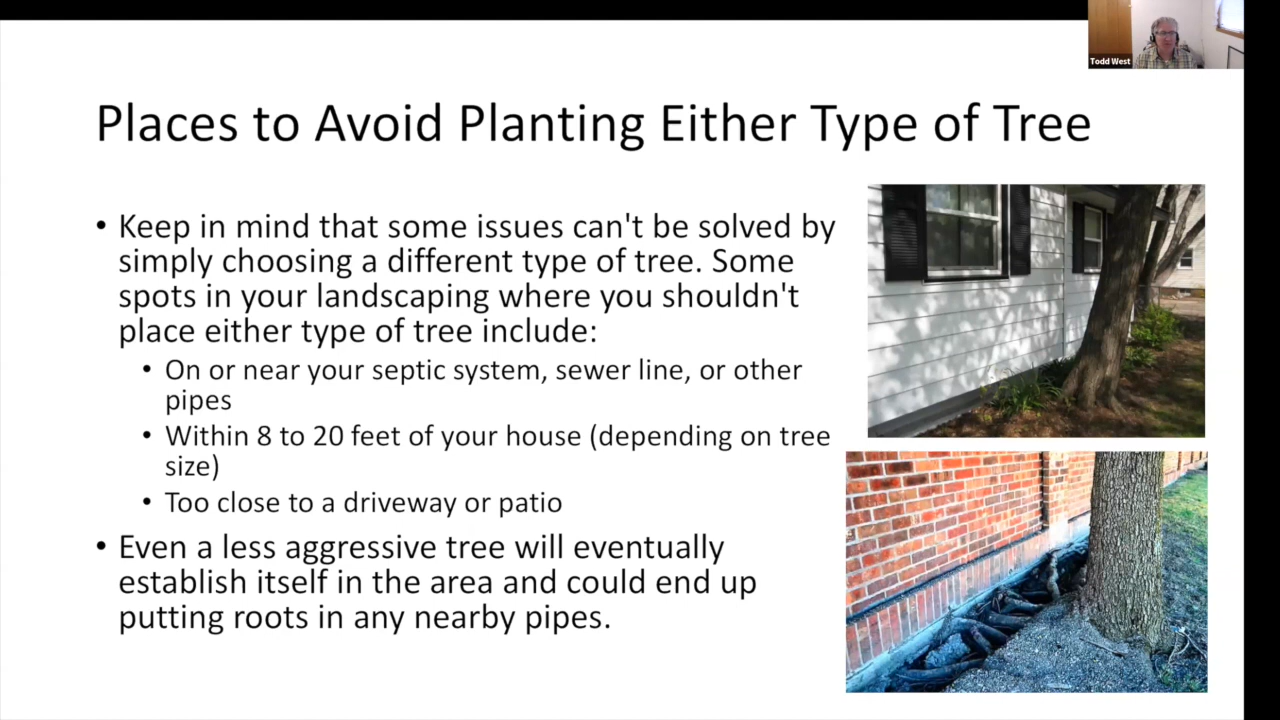 Todd West
Places to Avoid Planting Either Type of Tree
• Keep in mind that some issues can't be solved by
simply choosing a different type of tree. Some
spots in your landscaping where you shouldn't
place either type of tree include:
• On or near your septic system, sewer line, or other
pipes
• Within 8 to 20 feet of your house (depending on tree
size)
• Too close to a driveway or patio
• Even a less aggressive tree will eventually
establish itself in the area and could end up
putting roots in any nearby pipes.